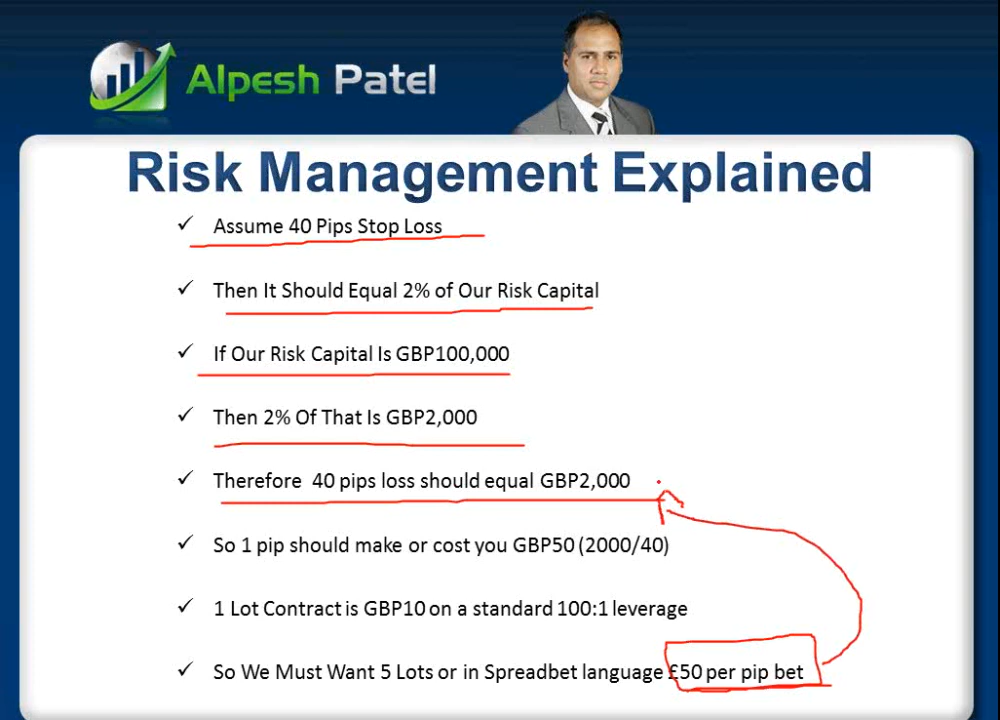 Alpesh Patel
Risk Management Explained
✓ Assume 40 Pips Stop Loss
✓ Then It Should Equal 2% of Our Risk Capital
✓ If Our Risk Capital Is GBP100,000
✓ Then 2% Of That Is GBP2,000
✓ Therefore 40 pips loss should equal GBP2,000
✓ So 1 pip should make or cost you GBP50 (2000/40)
✓ 1 Lot Contract is GBP10 on a standard 100:1 leverage
✓ So We Must Want 5 Lots or in Spreadbet language £50 per pip bet